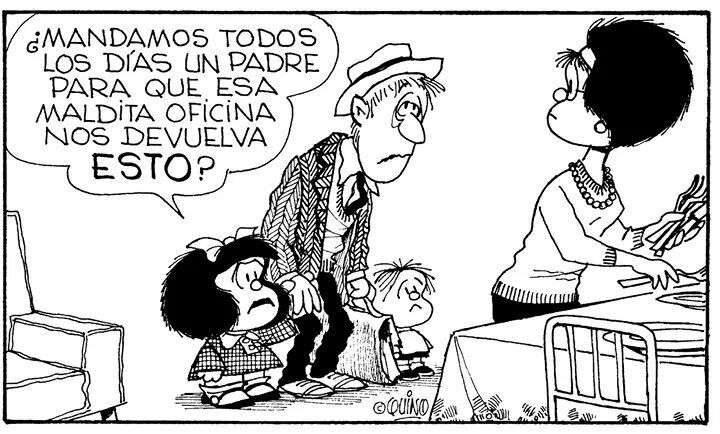 ¿MANDAMOS TODOS
LOS DÍAS UN PADRE
PARA QUE ESA
MALDITA OFICINA
NOS DEVUELVA
ESTO?
© QUINO